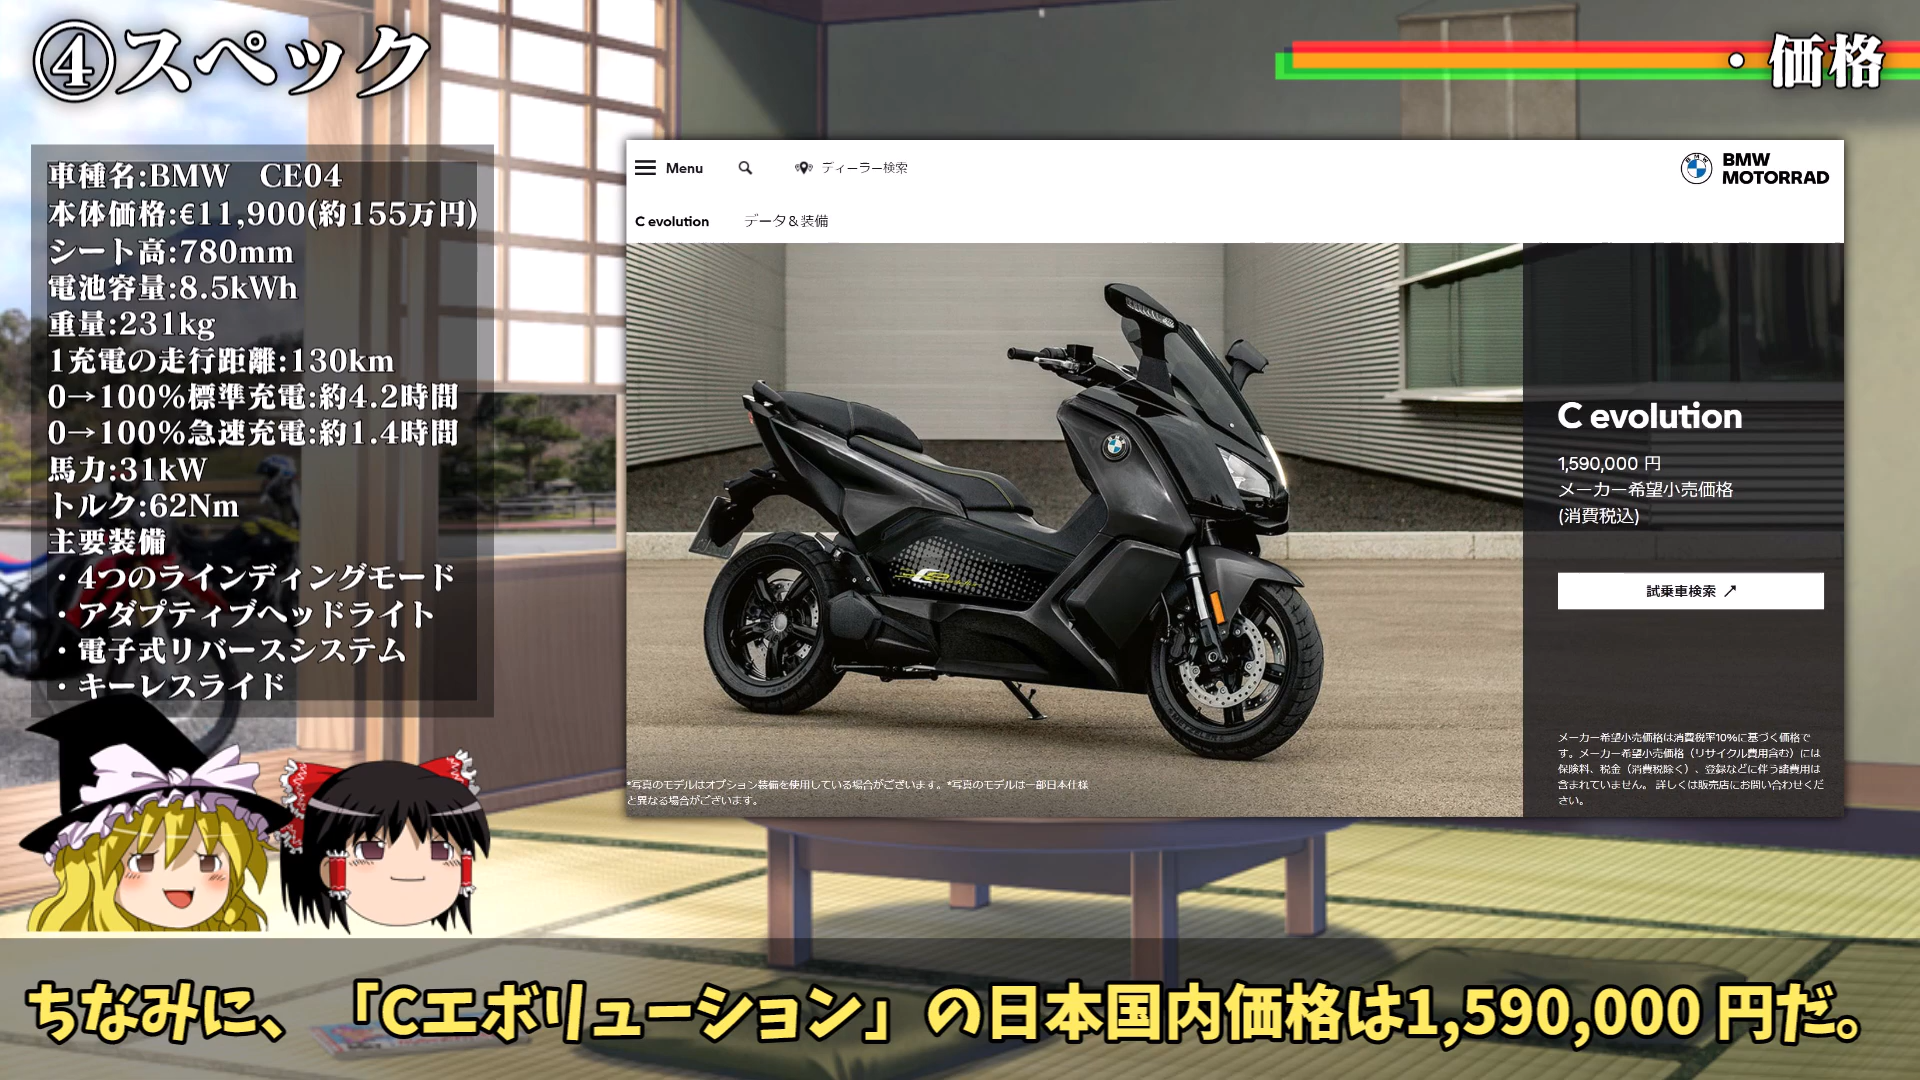 ④スペック
・価格
車種名:BMW　CE04
本体価格:€11,900(約155万円)
シート高:780mm
電池容量:8.5kWh
重量:231kg
1充電の走行距離:130km
0→100%標準充電:約4.2時間
0→100%急速充電:約1.4時間
馬力:31kW
トルク:62Nm
主要装備
・4つのラインディングモード
・アダプティブヘッドライト
・電子式リバースシステム
・キーレスライド
Menu
ディーラー検索
BMW
MOTORRAD
C evolution
データ＆装備
C evolution
1,590,000 円
メーカー希望小売価格
(消費税込)
試乗車検索 ↗
メーカー希望小売価格は消費税率10%に基づく価格で
す。メーカー希望小売価格（リサイクル費用含む）には
保険料、税金（消費税除く）、登録などに伴う諸費用は
含まれていません。 詳しくは販売店にお問い合わせくだ
さい。
*写真のモデルはオプション装備を使用している場合がございます。*写真のモデルは一部日本仕様
と異なる場合がございます。
ちなみに、「Cエボリューション」の日本国内価格は1,590,000 円だ。